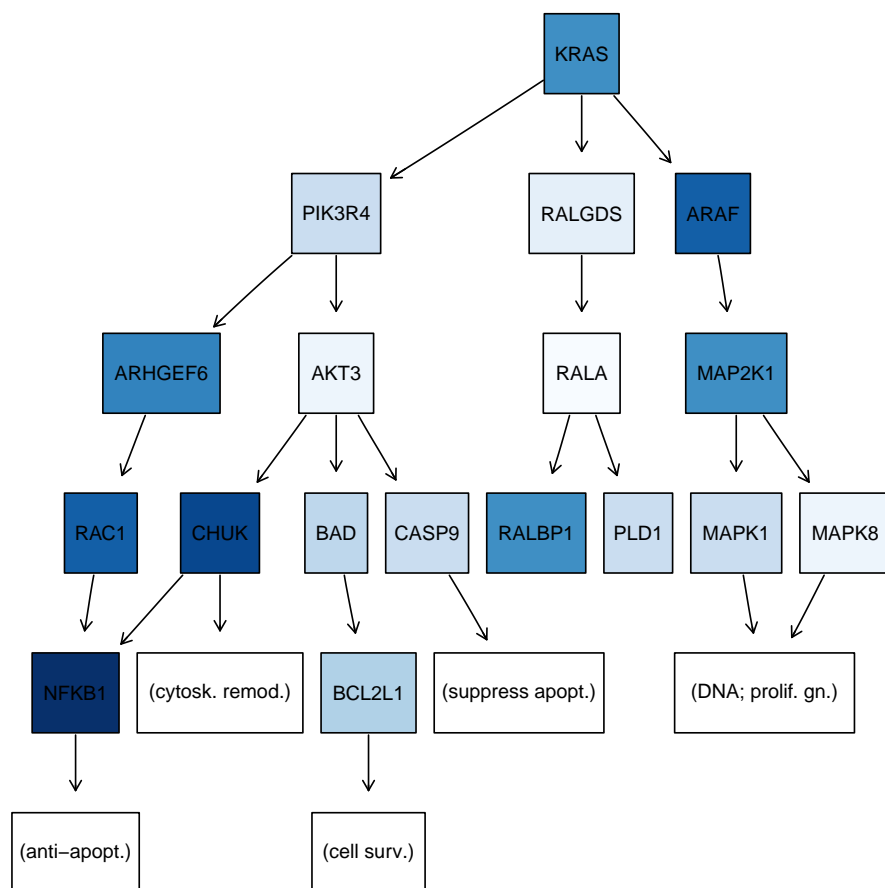 KRAS
PIK3R4
RALGDS
ARAF
ARHGEF6
AKT3
RALA
MAP2K1
RAC1
CHUK
BAD
CASP9
RALBP1
PLD1
MAPK1
MAPK8
NFKB1
(cytosk. remod.)
BCL2L1
(suppress apopt.)
(DNA; prolif. gn.)
(anti−apopt.)
(cell surv.)